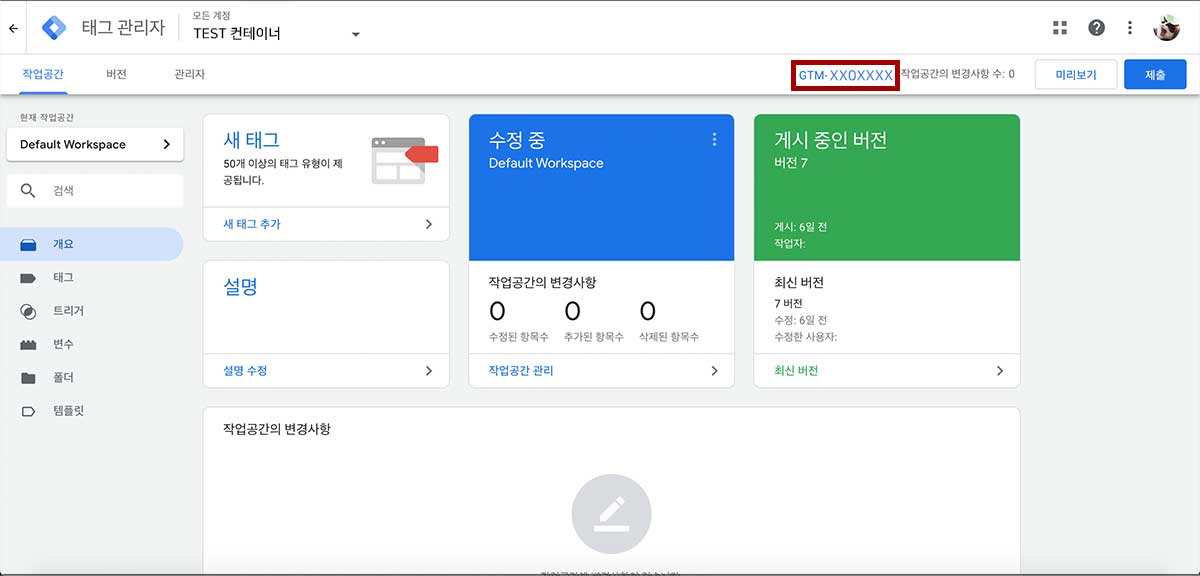 모든 계정
태그 관리자
TEST 컨테이너
작업공간
버전
관리자
GTM-XXOXXXX
작업공간의 변경사항 수: 0
미리보기
제출
현재 작업공간
Default Workspace
검색
개요
태그
트리거
변수
폴더
템플릿
새 태그
50개 이상의 태그 유형이 제
공됩니다.
새 태그 추가
설명
설명 수정
수정 중
Default Workspace
작업공간의 변경사항
0 0 0
수정된 항목수 추가된 항목수 삭제된 항목수
작업공간 관리
게시 중인 버전
버전 7
게시: 6일 전
작업자:
최신 버전
7 버전
수정: 6일 전
수정한 사용자:
최신 버전
작업공간의 변경사항